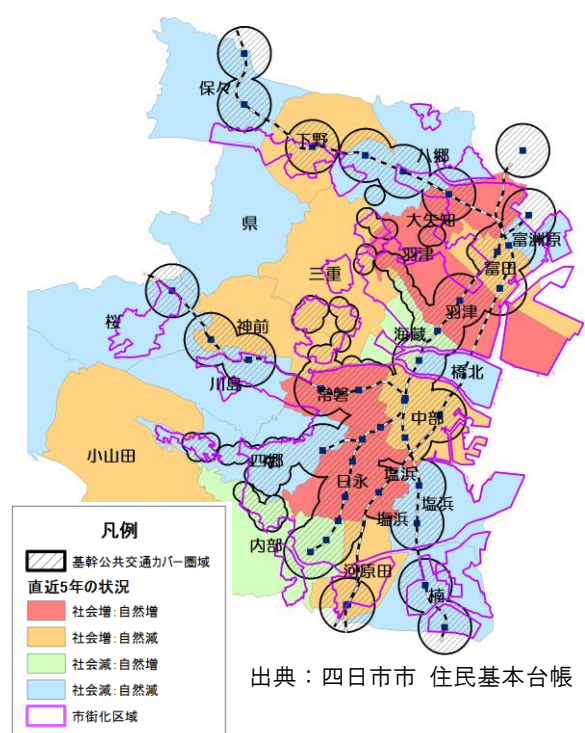 保々
下野
八郷
県
大矢知
羽津
富洲原
富田
三重
桜
神前
海蔵
羽津
川島
橋北
常磐
中部
小山田
四郷
日永
塩浜
塩浜
塩浜
内部
河原田
楠
凡例
基幹公共交通カバー圏域
直近5年の状況
社会増:自然増
社会増:自然減
社会減:自然増
社会減:自然減
市街化区域
出典:四日市市 住民基本台帳